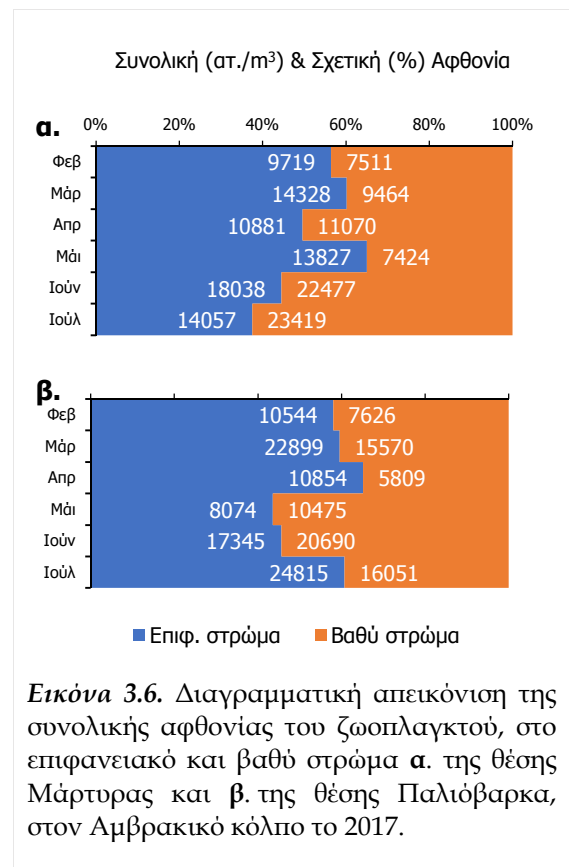 Συνολική (ατ./m³) & Σχετική (%) Αφθονία
α.
0% 20% 40% 60% 80% 100%
Φεβ 9719 7511
Μάρ 14328 9464
Απρ 10881 11070
Μάι 13827 7424
Ιούν 18038 22477
Ιούλ 14057 23419
β.
Φεβ 10544 7626
Μάρ 22899 15570
Απρ 10854 5809
Μάι 8074 10475
Ιούν 17345 20690
Ιούλ 24815 16051
Επιφ. στρώμα Βαθύ στρώμα
Εικόνα 3.6. Διαγραμματική απεικόνιση της
συνολικής αφθονίας του ζωοπλαγκτού, στο
επιφανειακό και βαθύ στρώμα α. της θέσης
Μάρτυρας και β. της θέσης Παλιόβαρκα,
στον Αμβρακικό κόλπο το 2017.